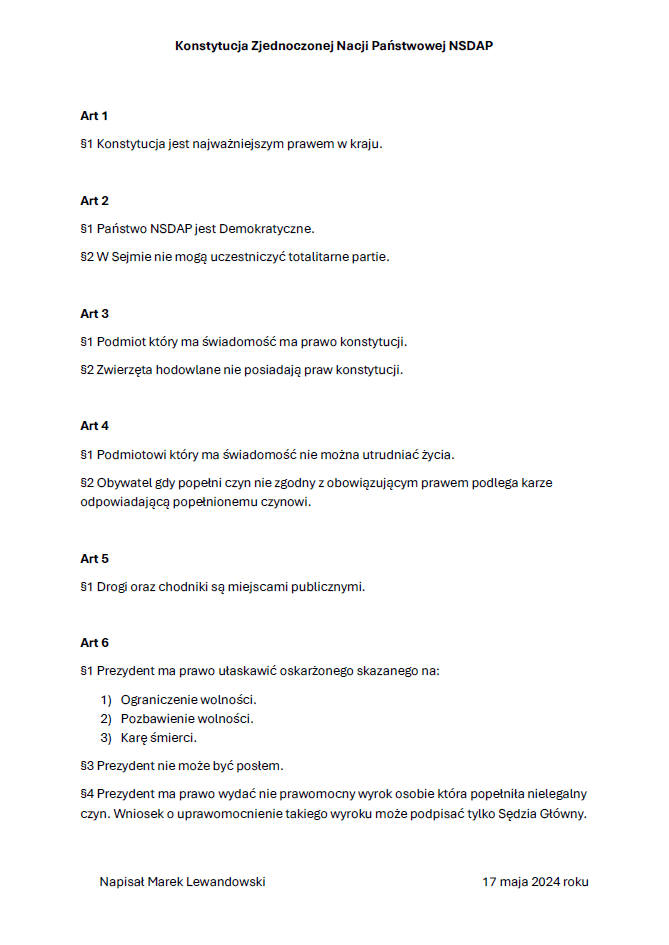 Konstytucja Zjednoczonej Nacji Państwowej NSDAP
Art 1
§1 Konstytucja jest najważniejszym prawem w kraju.
Art 2
§1 Państwo NSDAP jest Demokratyczne.
§2 W Sejmie nie mogą uczestniczyć totalitarne partie.
Art 3
§1 Podmiot który ma świadomość ma prawo konstytucji.
§2 Zwierzęta hodowlane nie posiadają praw konstytucji.
Art 4
§1 Podmiotowi który ma świadomość nie można utrudniać życia.
§2 Obywatel gdy popełni czyn nie zgodny z obowiązującym prawem podlega karze
odpowiadającą popełnionemu czynowi.
Art 5
§1 Drogi oraz chodniki są miejscami publicznymi.
Art 6
§1 Prezydent ma prawo ułaskawić oskarżonego skazanego na:
1) Ograniczenie wolności.
2) Pozbawienie wolności.
3) Karę śmierci.
§3 Prezydent nie może być posłem.
§4 Prezydent ma prawo wydać nie prawomocny wyrok osobie która popełniła nielegalny
czyn. Wniosek o uprawomocnienie takiego wyroku może podpisać tylko Sędzia Główny.
Napisał Marek Lewandowski 17 maja 2024 roku